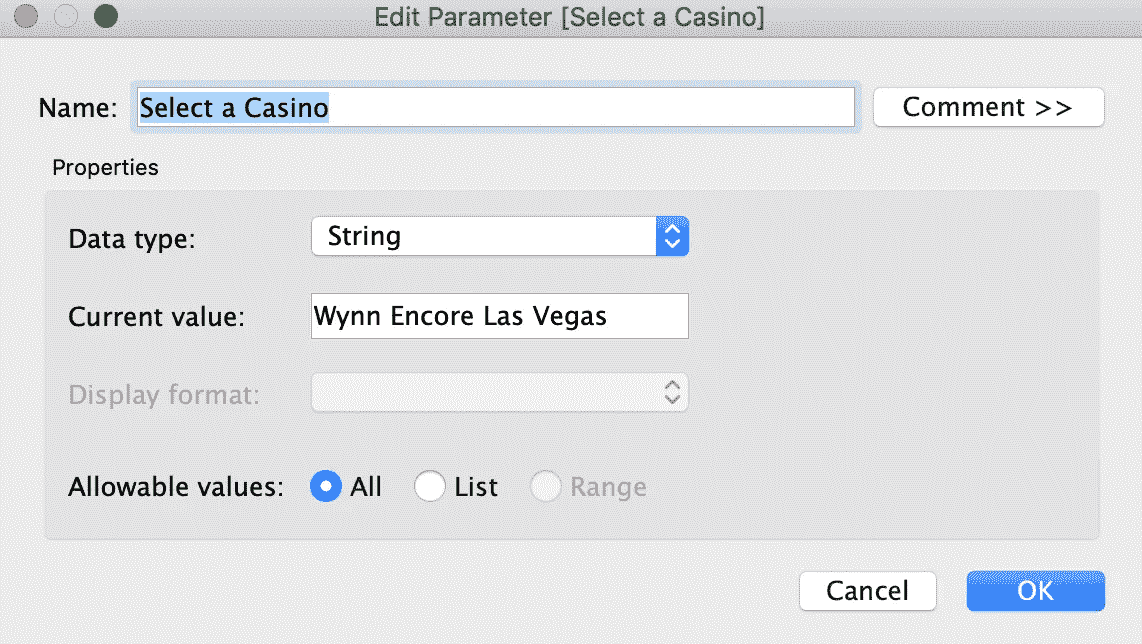 Edit Parameter [Select a Casino]
Name: Select a Casino Comment >>
Properties
Data type: String
Current value: Wynn Encore Las Vegas
Display format:
Allowable values: All List Range
Cancel OK